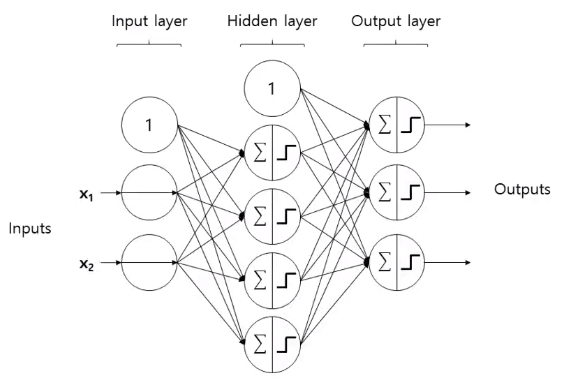 Input layer
Hidden layer
Output layer
1
1
∑
∑
x₁
∑
∑
Outputs
Inputs
∑
x₂
∑
∑